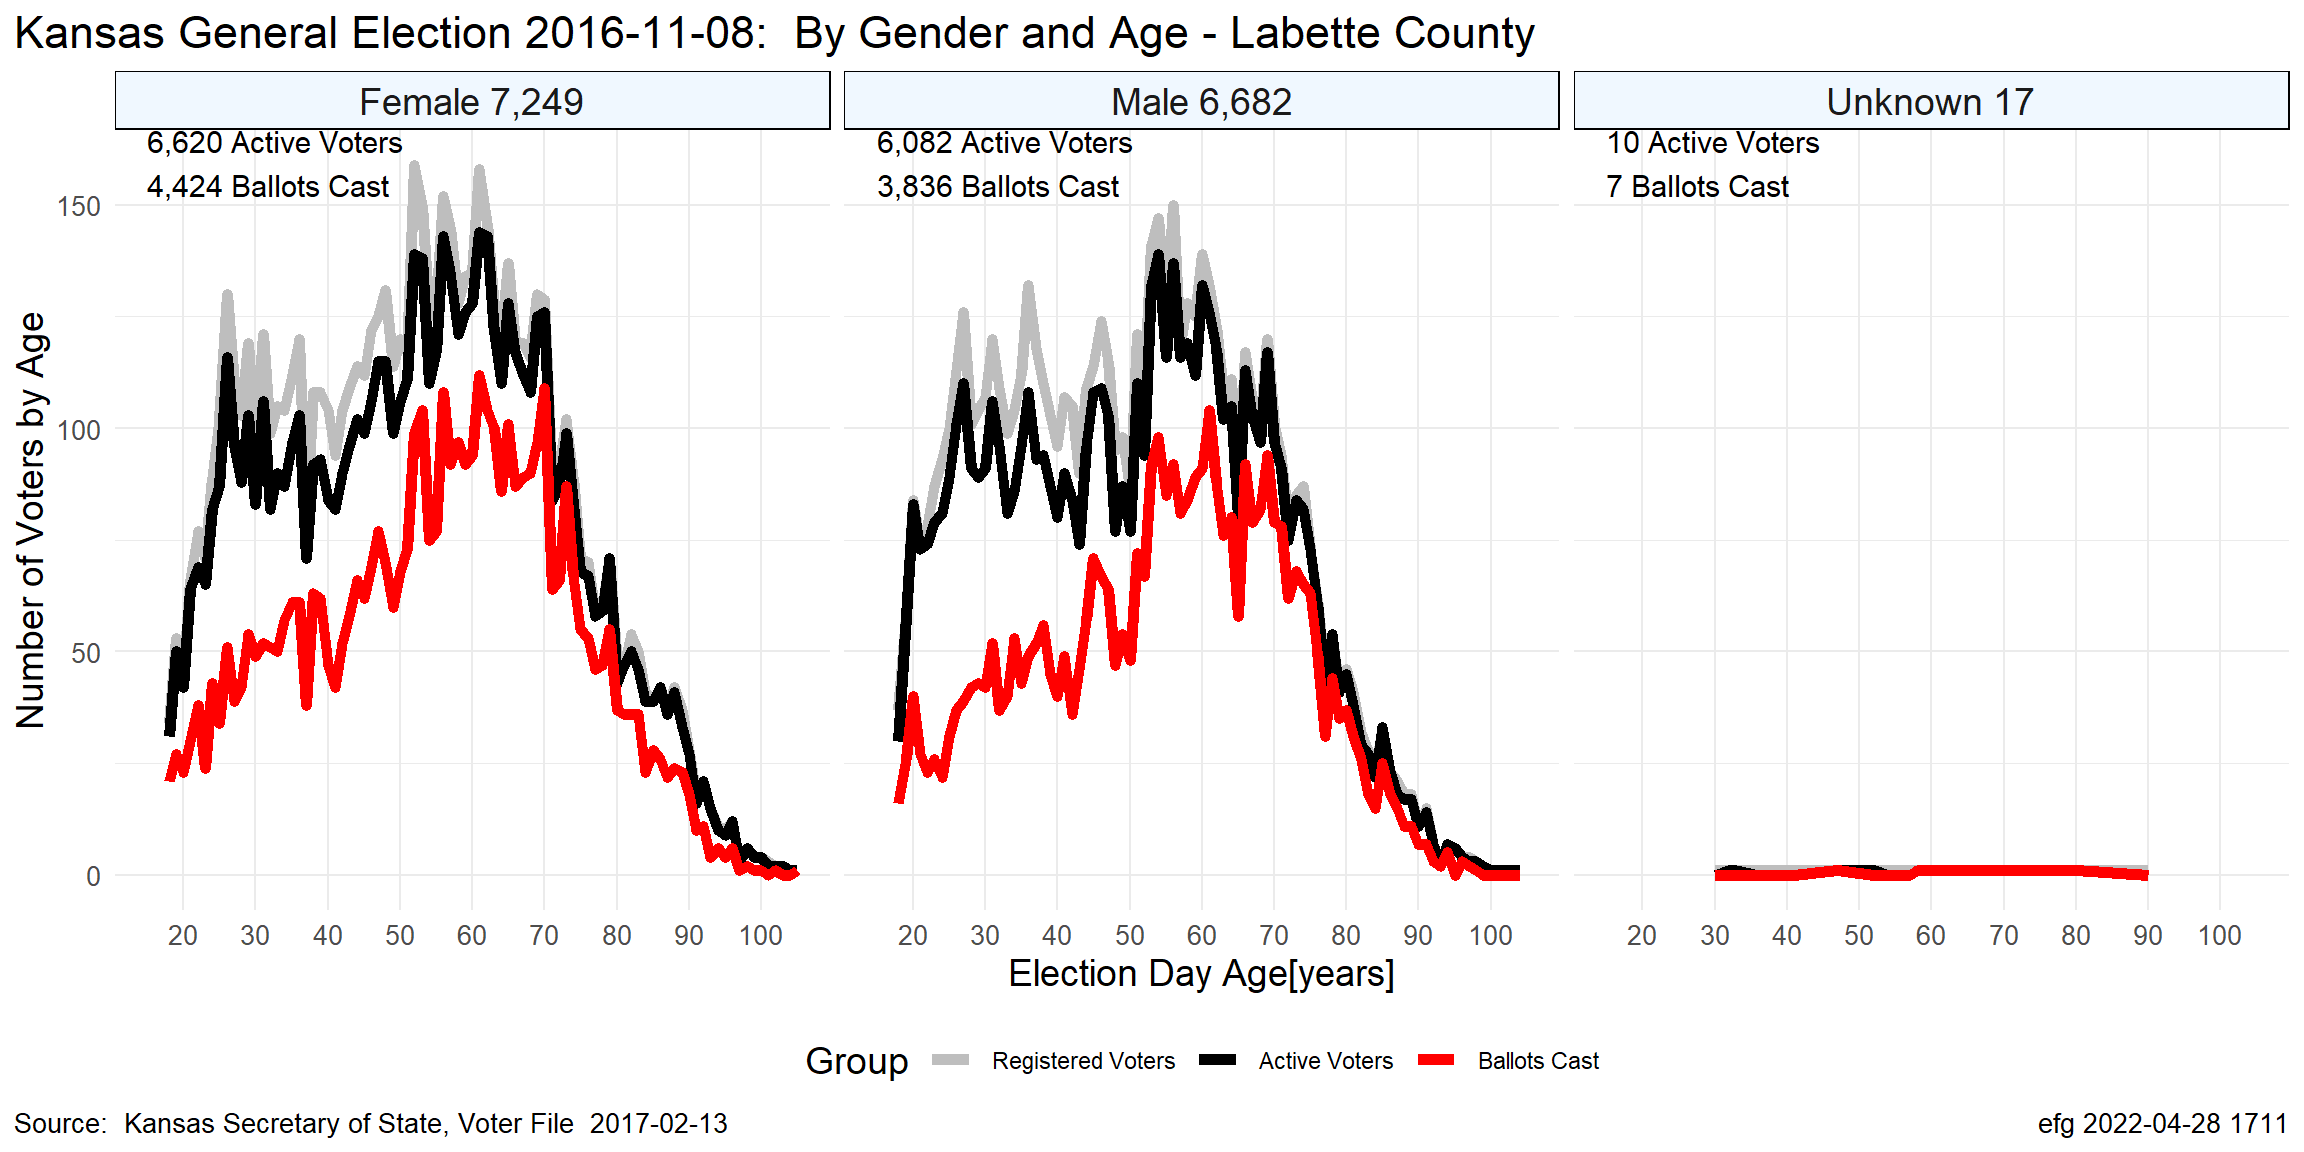 Kansas General Election 2016-11-08:  By Gender and Age - Labette County
Female 7,249
Male 6,682
Unknown 17
6,620 Active Voters
4,424 Ballots Cast
6,082 Active Voters
3,836 Ballots Cast
10 Active Voters
7 Ballots Cast
Number of Voters by Age
150
100
50
0
20 30 40 50 60 70 80 90 100
20 30 40 50 60 70 80 90 100
20 30 40 50 60 70 80 90 100
Election Day Age[years]
Group Registered Voters Active Voters Ballots Cast
Source:  Kansas Secretary of State, Voter File  2017-02-13
efg 2022-04-28 1711